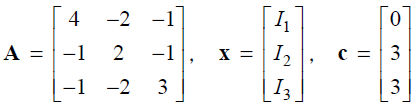 A = [4 -2 -1; -1 2 -1; -1 -2 3], x = [I₁; I₂; I₃], c = [0; 3; 3]